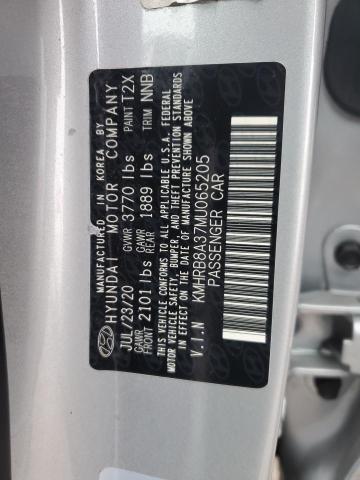 MANUFACTURED IN KOREA BY
HYUNDAI MOTOR COMPANY
JUL/23/20 GVWR 3770 lbs PAINT T2X
GAWR FRONT 2101 lbs GAWR REAR 1889 lbs TRIM NNB
THIS VEHICLE CONFORMS TO ALL APPLICABLE U.S.A. FEDERAL
MOTOR VEHICLE SAFETY, BUMPER, AND THEFT PREVENTION STANDARDS
IN EFFECT ON THE DATE OF MANUFACTURE SHOWN ABOVE
V.I.N KMHRB8A37MU065205
PASSENGER CAR